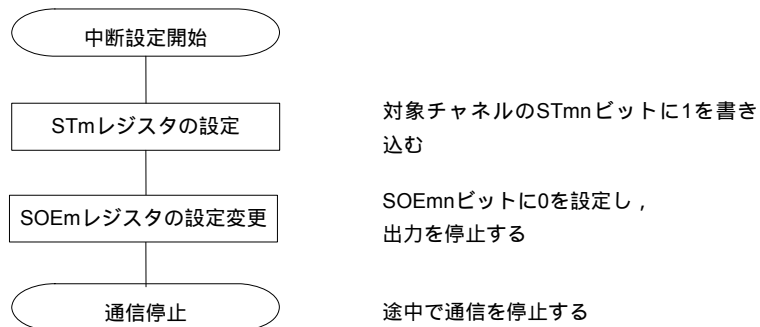 中断設定開始
STmレジスタの設定
対象チャネルのSTmnビットに1を書き
込む
SOEmレジスタの設定変更
SOEmnビットに0を設定し，
出力を停止する
通信停止
途中で通信を停止する